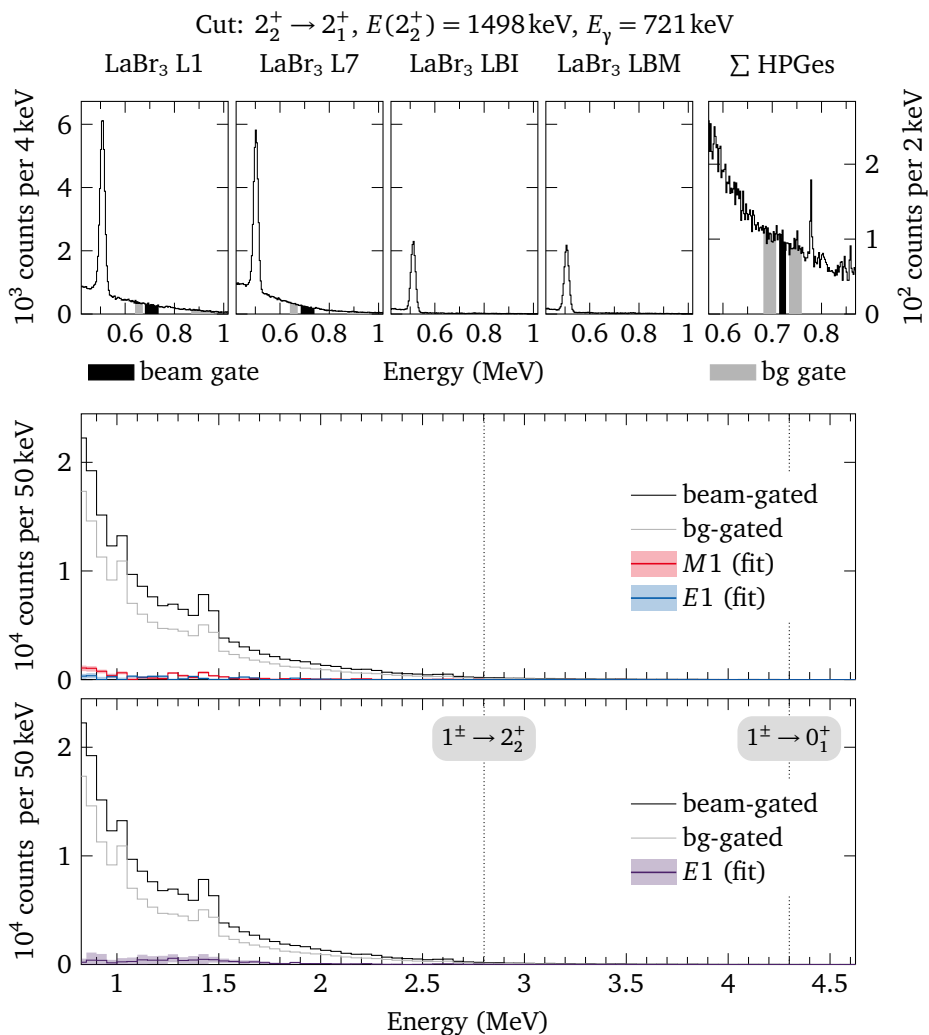 Cut: 2₂⁺ → 2₁⁺, E(2₂⁺) = 1498 keV, Eγ = 721 keV
LaBr₃ L1 LaBr₃ L7 LaBr₃ LBI LaBr₃ LBM ∑ HPGes
10³ counts per 4 keV
6
4
2
0
0.6 0.8 1 0.6 0.8 1 0.6 0.8 1 0.6 0.8 1 0.6 0.7 0.8
2
1
0
10² counts per 2 keV
beam gate Energy (MeV) bg gate
10⁴ counts per 50 keV
2
1
0
beam-gated
bg-gated
M1 (fit)
E1 (fit)
10⁴ counts per 50 keV
2
1
0
1± → 2₂⁺ 1± → 0₁⁺
beam-gated
bg-gated
E1 (fit)
1 1.5 2 2.5 3 3.5 4 4.5
Energy (MeV)